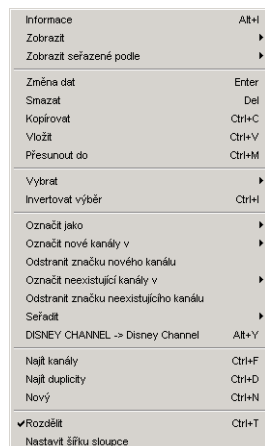 Informace Alt+I
Zobrazit
Zobrazit seřazené podle
Změna dat Enter
Smazat Del
Kopírovat Ctrl+C
Vložit Ctrl+V
Přesunout do Ctrl+M
Vybrat
Invertovat výběr Ctrl+I
Označit jako
Označit nové kanály v
Odstranit značku nového kanálu
Označit neexistující kanály v
Odstranit značku neexistujícího kanálu
Seřadit
DISNEY CHANNEL -> Disney Channel Alt+Y
Najít kanály Ctrl+F
Najít duplicity Ctrl+D
Nový Ctrl+N
Rozdělit Ctrl+T
Nastavit šířku sloupce